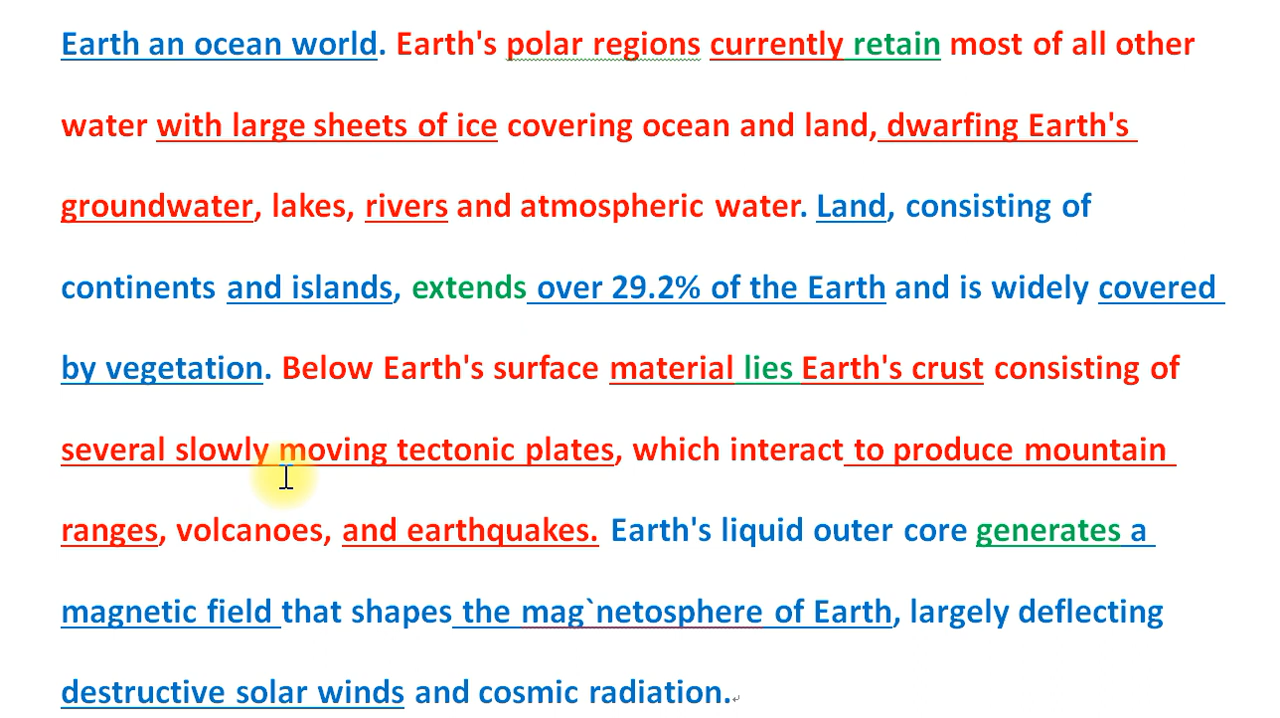 Earth an ocean world. Earth's polar regions currently retain most of all other
water with large sheets of ice covering ocean and land, dwarfing Earth's
groundwater, lakes, rivers and atmospheric water. Land, consisting of
continents and islands, extends over 29.2% of the Earth and is widely covered
by vegetation. Below Earth's surface material lies Earth's crust consisting of
several slowly moving tectonic plates, which interact to produce mountain
ranges, volcanoes, and earthquakes. Earth's liquid outer core generates a
magnetic field that shapes the mag`netosphere of Earth, largely deflecting
destructive solar winds and cosmic radiation.